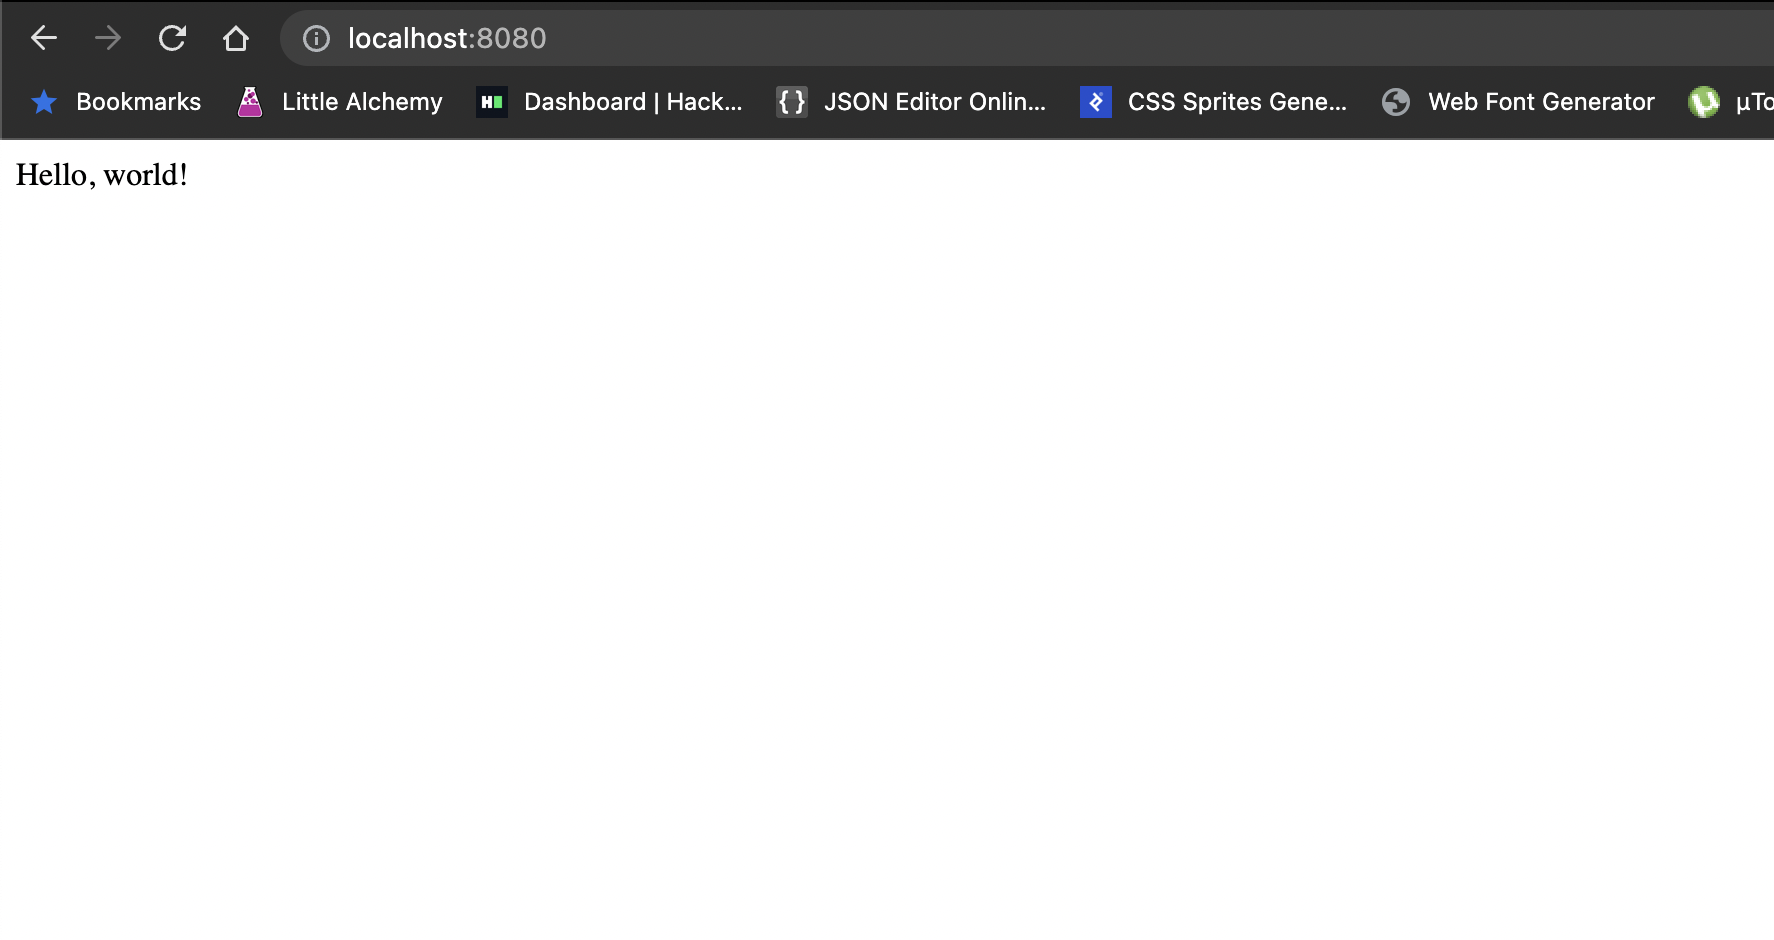 localhost:8080
Bookmarks Little Alchemy Dashboard | Hack... JSON Editor Onlin... CSS Sprites Gene... Web Font Generator µTo
Hello, world!